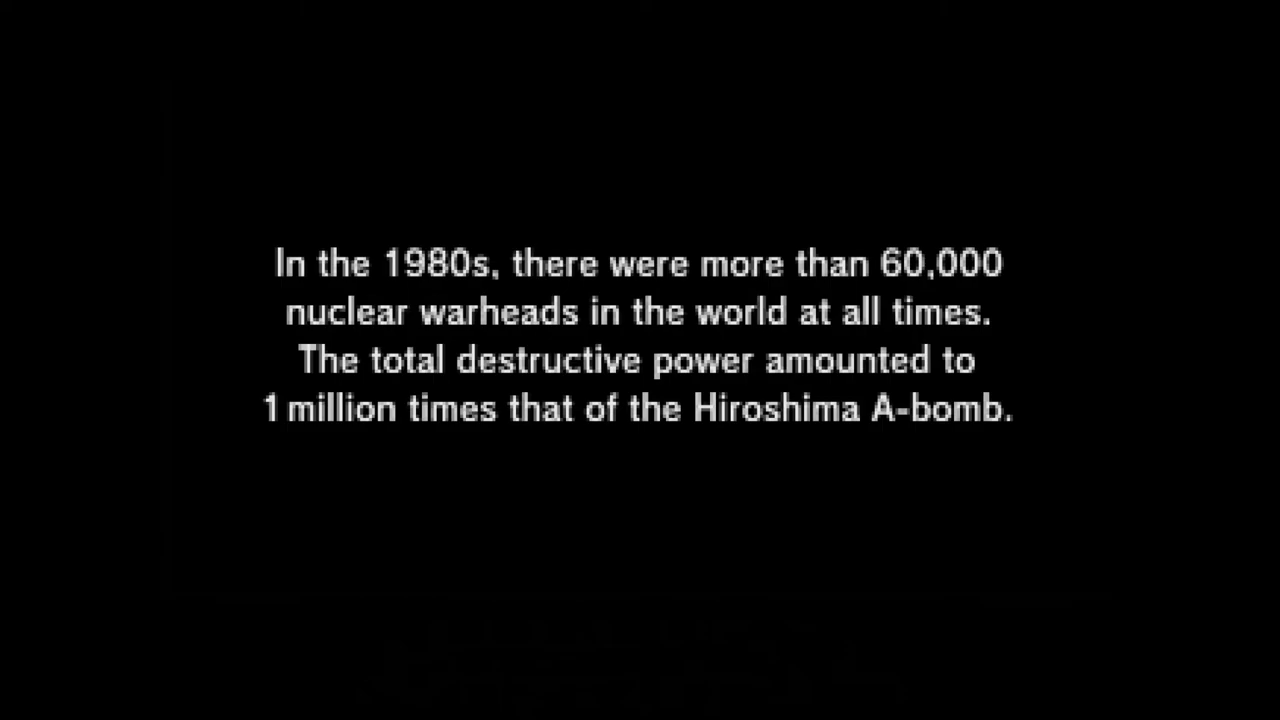 In the 1980s, there were more than 60,000
nuclear warheads in the world at all times.
The total destructive power amounted to
1 million times that of the Hiroshima A-bomb.